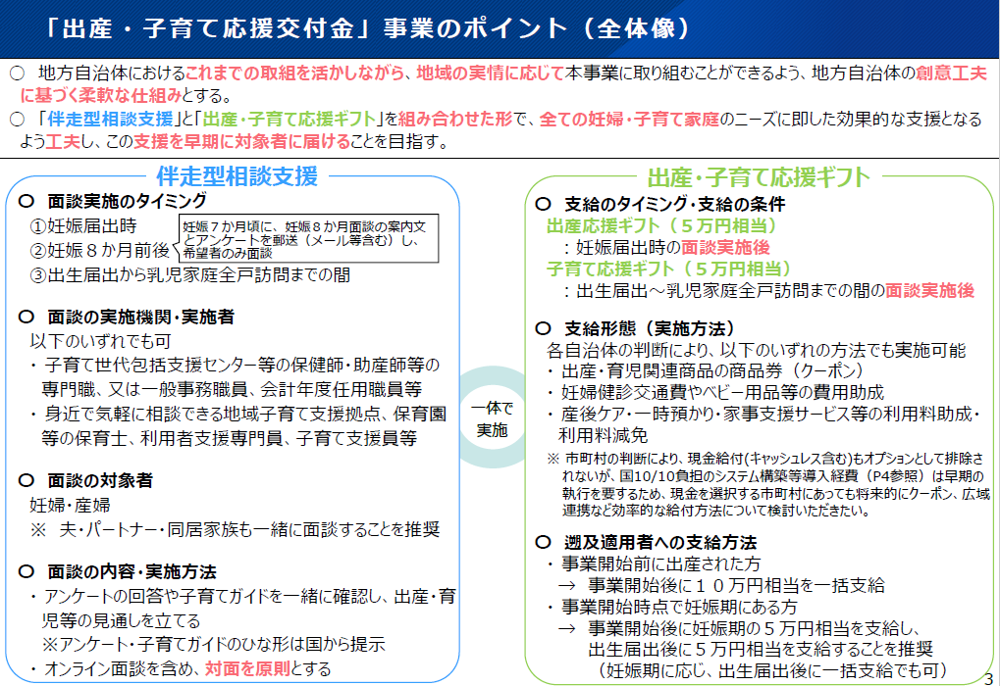 「出産・子育て応援交付金」事業のポイント（全体像）
○ 地方自治体におけるこれまでの取組を活かしながら、地域の実情に応じて本事業に取り組むことができるよう、地方自治体の創意工夫
に基づく柔軟な仕組みとする。
○ 「伴走型相談支援」と「出産・子育て応援ギフト」を組み合わせた形で、全ての妊婦・子育て家庭のニーズに即した効果的な支援となる
よう工夫し、この支援を早期に対象者に届けることを目指す。
伴走型相談支援
○ 面談実施のタイミング
①妊娠届出時
②妊娠８か月前後
妊娠７か月頃に、妊娠８か月面談の案内文
とアンケートを郵送（メール等含む）し、
希望者のみ面談
③出生届出から乳児家庭全戸訪問までの間
○ 面談の実施機関・実施者
以下のいずれでも可
・ 子育て世代包括支援センター等の保健師・助産師等の
専門職、又は一般事務職員、会計年度任用職員等
・ 身近で気軽に相談できる地域子育て支援拠点、保育園
等の保育士、利用者支援専門員、子育て支援員等
○ 面談の対象者
妊婦・産婦
※ 夫・パートナー・同居家族も一緒に面談することを推奨
○ 面談の内容・実施方法
・ アンケートの回答や子育てガイドを一緒に確認し、出産・育
児等の見通しを立てる
※アンケート・子育てガイドのひな形は国から提示
・ オンライン面談を含め、対面を原則とする
一体で
実施
出産・子育て応援ギフト
○ 支給のタイミング・支給の条件
出産応援ギフト（５万円相当）
：妊娠届出時の面談実施後
子育て応援ギフト（５万円相当）
：出生届出～乳児家庭全戸訪問までの間の面談実施後
○ 支給形態（実施方法）
各自治体の判断により、以下のいずれの方法でも実施可能
・ 出産・育児関連商品の商品券（クーポン）
・ 妊婦健診交通費やベビー用品等の費用助成
・ 産後ケア・一時預かり・家事支援サービス等の利用料助成・
利用料減免
※ 市町村の判断により、現金給付(キャッシュレス含む)もオプションとして排除さ
れないが、国10/10負担のシステム構築等導入経費（P4参照）は早期の
執行を要するため、現金を選択する市町村にあっても将来的にクーポン、広域
連携など効率的な給付方法について検討いただきたい。
○ 遡及適用者への支給方法
・ 事業開始前に出産された方
→ 事業開始後に１０万円相当を一括支給
・ 事業開始時点で妊娠期にある方
→ 事業開始後に妊娠期の５万円相当を支給し、
出生届出後に５万円相当を支給することを推奨
（妊娠期に応じ、出生届出後に一括支給でも可）
3